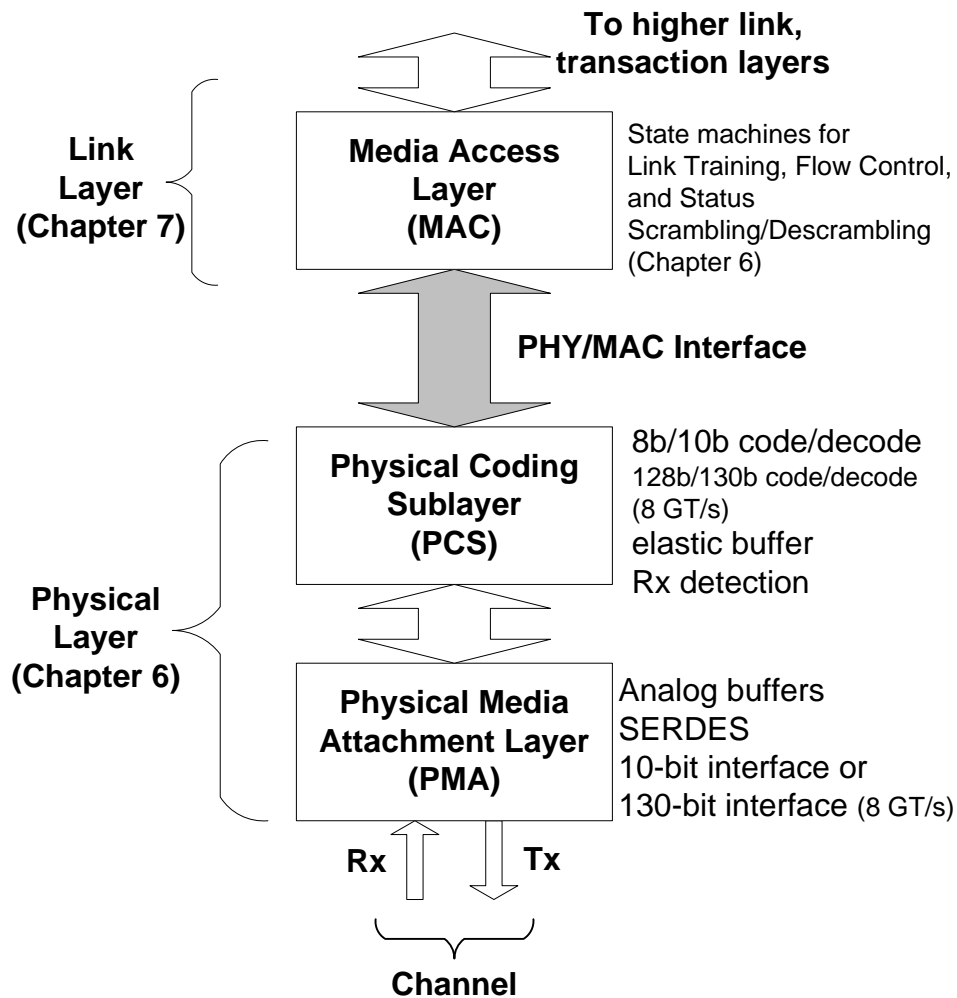 To higher link,
transaction layers
Link
Layer
(Chapter 7)
Media Access
Layer
(MAC)
State machines for
Link Training, Flow Control,
and Status
Scrambling/Descrambling
(Chapter 6)
PHY/MAC Interface
Physical
Layer
(Chapter 6)
Physical Coding
Sublayer
(PCS)
8b/10b code/decode
128b/130b code/decode
(8 GT/s)
elastic buffer
Rx detection
Physical Media
Attachment Layer
(PMA)
Analog buffers
SERDES
10-bit interface or
130-bit interface (8 GT/s)
Rx
Tx
Channel